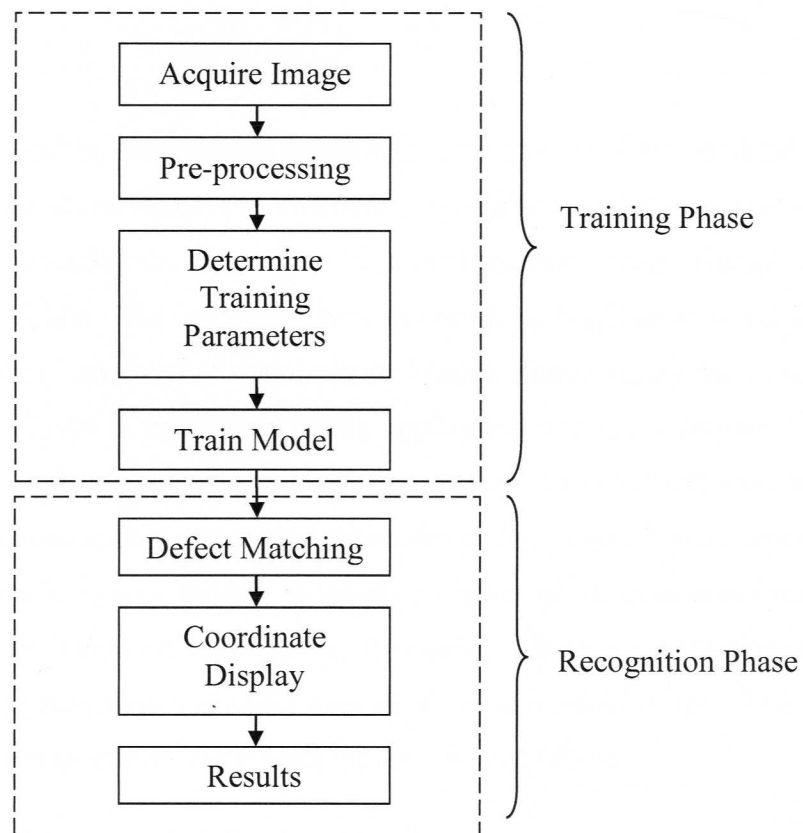 Acquire Image
Pre-processing
Determine
Training
Parameters
Train Model
Training Phase
Defect Matching
Coordinate
Display
Results
Recognition Phase